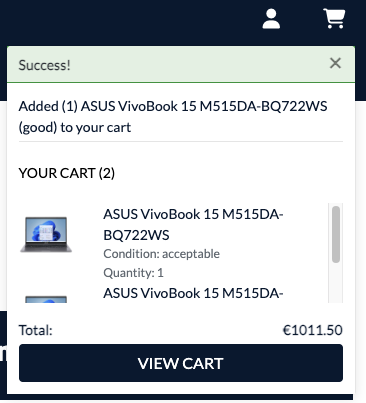 Success!
Added (1) ASUS VivoBook 15 M515DA-BQ722WS
(good) to your cart
YOUR CART (2)
ASUS VivoBook 15 M515DA-
BQ722WS
Condition: acceptable
Quantity: 1
ASUS VivoBook 15 M515DA-
Total: €1011.50
VIEW CART